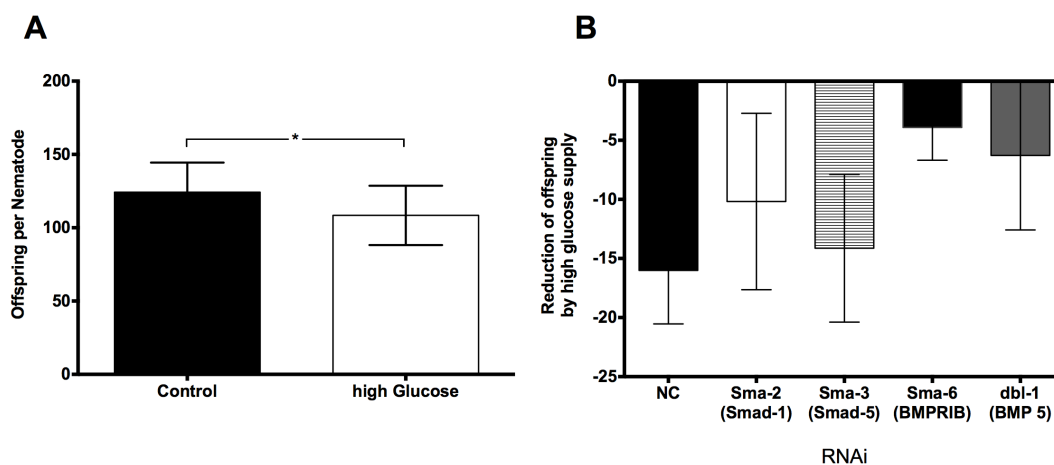 A
B
Offspring per Nematode
200
150
100
50
0
*
Control
high Glucose
Reduction of offspring
by high glucose supply
0
-5
-10
-15
-20
-25
NC
Sma-2
(Smad-1)
Sma-3
(Smad-5)
Sma-6
(BMPRIB)
dbl-1
(BMP 5)
RNAi